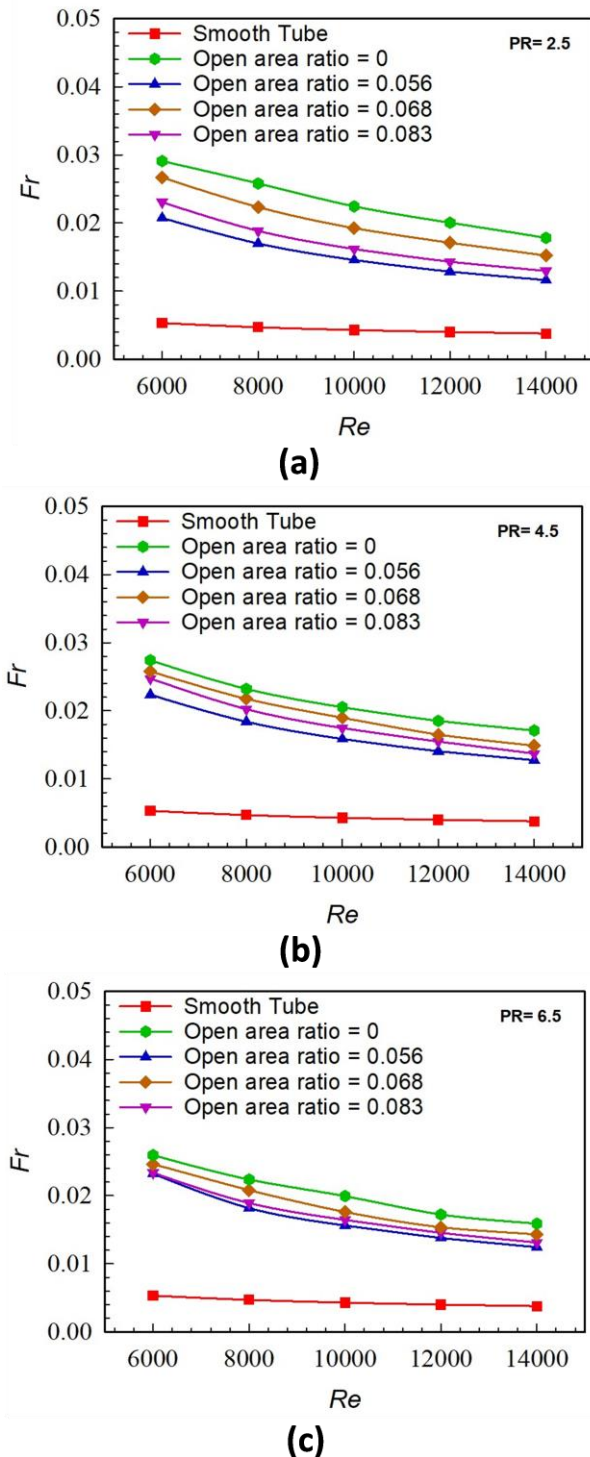 0.05
Smooth Tube
PR= 2.5
Open area ratio = 0
0.04
Open area ratio = 0.056
Open area ratio = 0.068
Open area ratio = 0.083
0.03
Fr
0.02
0.01
0.00
6000 8000 10000 12000 14000
Re
(a)
0.05
Smooth Tube
PR= 4.5
Open area ratio = 0
0.04
Open area ratio = 0.056
Open area ratio = 0.068
Open area ratio = 0.083
0.03
Fr
0.02
0.01
0.00
6000 8000 10000 12000 14000
Re
(b)
0.05
Smooth Tube
PR= 6.5
Open area ratio = 0
0.04
Open area ratio = 0.056
Open area ratio = 0.068
Open area ratio = 0.083
0.03
Fr
0.02
0.01
0.00
6000 8000 10000 12000 14000
Re
(c)